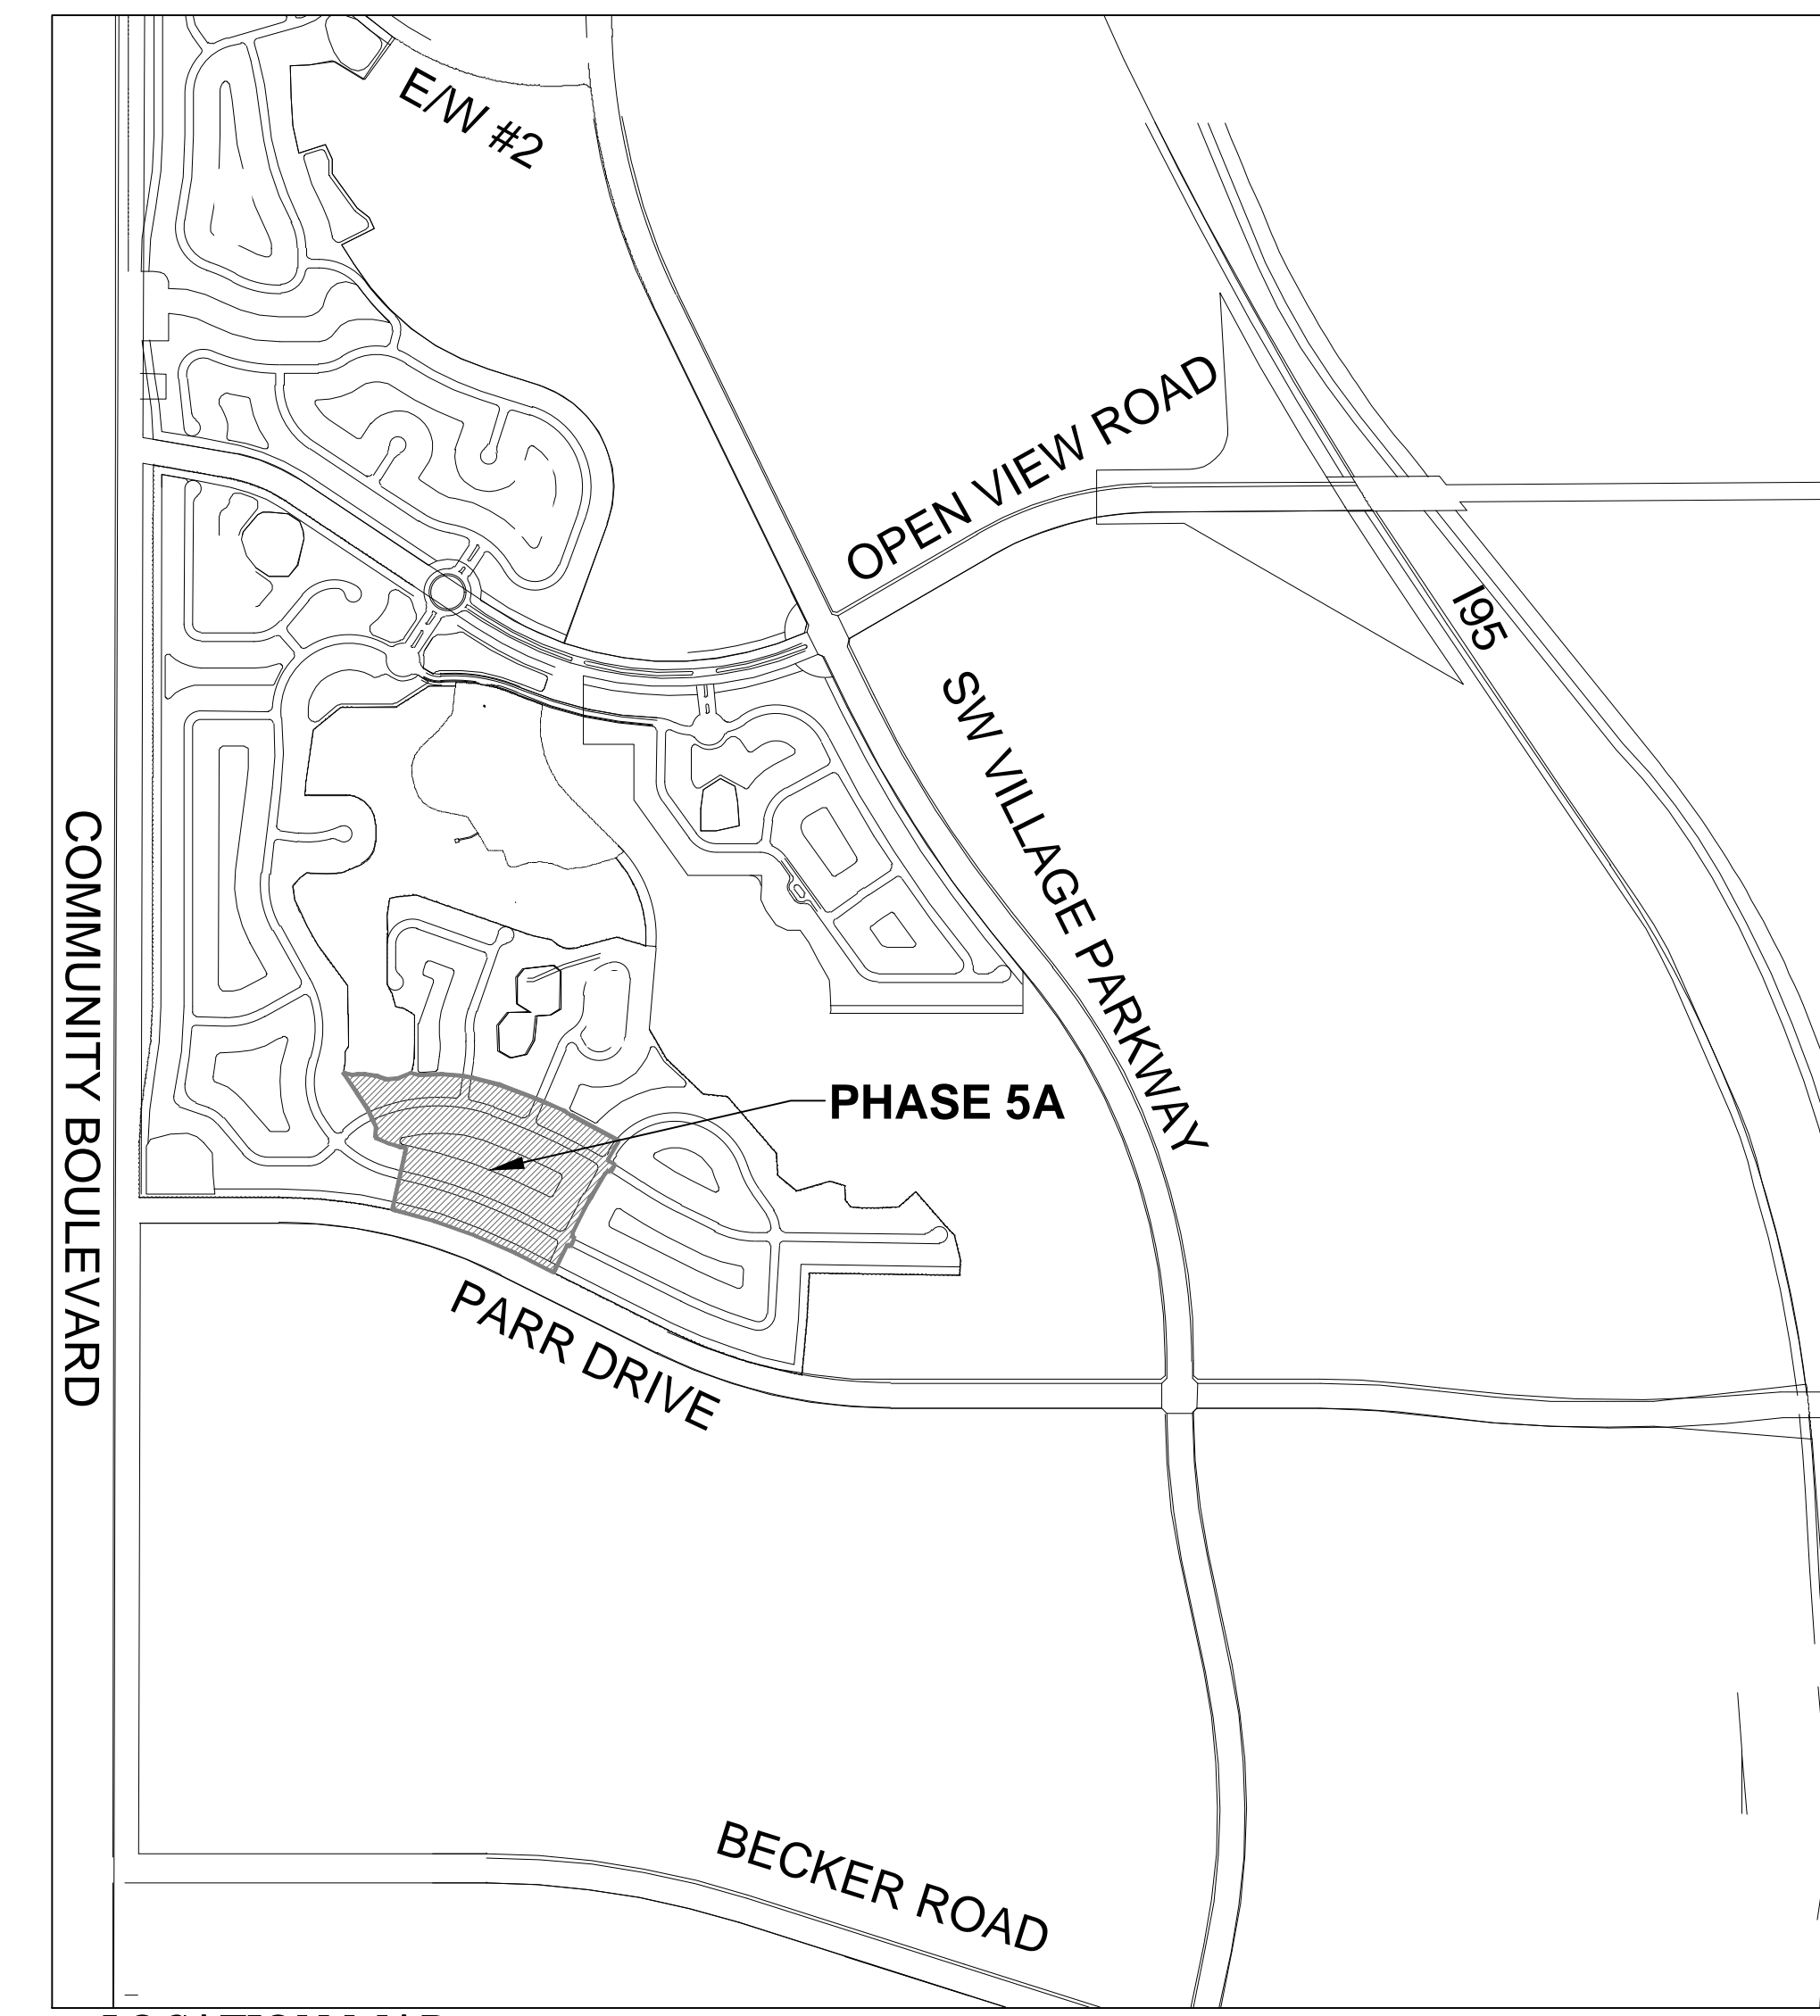 E/W #2
OPEN VIEW ROAD
I95
SW VILLAGE PARKWAY
COMMUNITY BOULEVARD
PHASE 5A
PARR DRIVE
BECKER ROAD